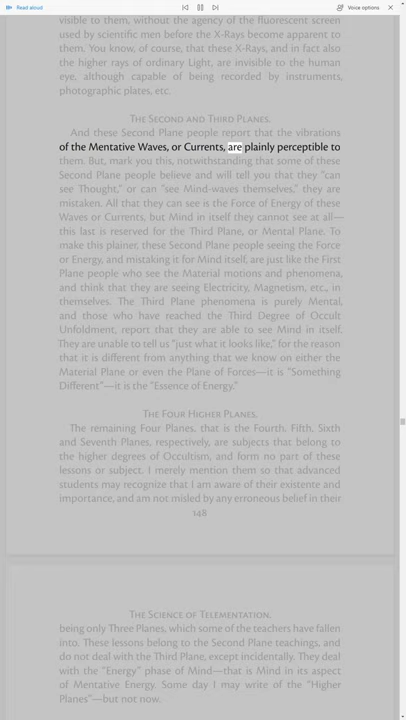 Read aloud
Voice options
visible to them, without the agency of the fluorescent screen
used by scientific men before the X-Rays become apparent to
them. You know, of course, that these X-Rays, and in fact also
the higher rays of ordinary Light, are invisible to the human
eye, although capable of being recorded by instruments,
photographic plates, etc.
The Second and Third Planes.
And these Second Plane people report that the vibrations
of the Mentative Waves, or Currents, are plainly perceptible to
them. But, mark you this, notwithstanding that some of these
Second Plane people believe and will tell you that they "can
see Thought," or can "see Mind-waves themselves," they are
mistaken. All that they can see is the Force of Energy of these
Waves or Currents, but Mind in itself they cannot see at all—
this last is reserved for the Third Plane, or Mental Plane. To
make this plainer, these Second Plane people seeing the Force
or Energy, and mistaking it for Mind itself, are just like the First
Plane people who see the Material motions and phenomena,
and think that they are seeing Electricity, Magnetism, etc., in
themselves. The Third Plane phenomena is purely Mental,
and those who have reached the Third Degree of Occult
Unfoldment, report that they are able to see Mind in itself.
They are unable to tell us "just what it looks like," for the reason
that it is different from anything that we know on either the
Material Plane or even the Plane of Forces—it is "Something
Different"—it is the "Essence of Energy."
The Four Higher Planes.
The remaining Four Planes, that is the Fourth, Fifth, Sixth
and Seventh Planes, respectively, are subjects that belong to
the higher degrees of Occultism, and form no part of these
lessons or subject. I merely mention them so that advanced
students may recognize that I am aware of their existente and
importance, and am not misled by any erroneous belief in their
148
The Science of Telementation.
being only Three Planes, which some of the teachers have fallen
into. These lessons belong to the Second Plane teachings, and
do not deal with the Third Plane, except incidentally. They deal
with the "Energy" phase of Mind—that is Mind in its aspect
of Mentative Energy. Some day I may write of the "Higher
Planes"—but not now.